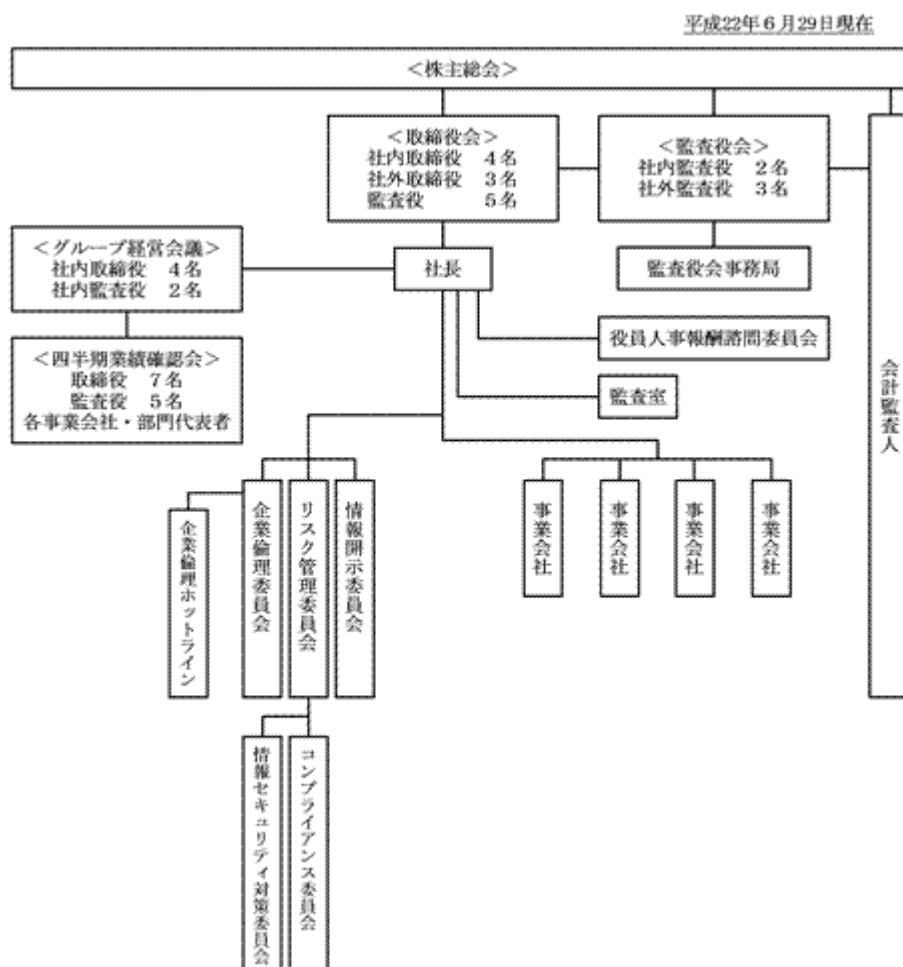 平成22年6月29日現在
＜株主総会＞
＜取締役会＞
社内取締役　4名
社外取締役　3名
監査役　5名
＜監査役会＞
社内監査役　2名
社外監査役　3名
＜グループ経営会議＞
社内取締役　4名
社内監査役　2名
社長
監査役会事務局
＜四半期業績確認会＞
取締役　7名
監査役　5名
各事業会社・部門代表者
役員人事報酬諮問委員会
監査室
会計監査人
企業倫理ホットライン
企業倫理委員会
リスク管理委員会
情報開示委員会
事業会社
事業会社
事業会社
事業会社
情報セキュリティ対策委員会
コンプライアンス委員会